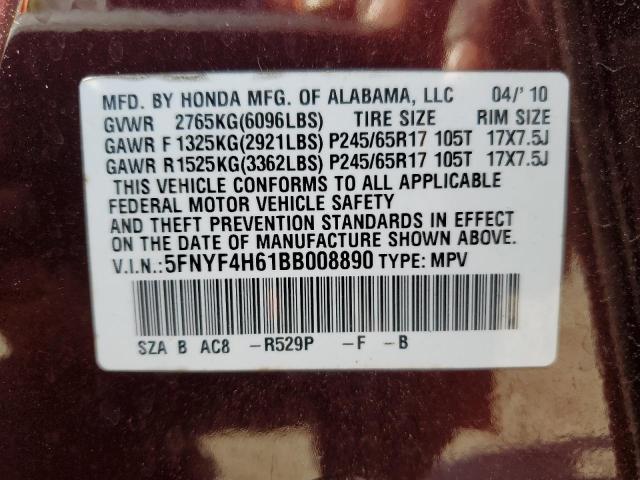 MFD. BY HONDA MFG. OF ALABAMA, LLC 04/'10
GVWR 2765KG(6096LBS) TIRE SIZE RIM SIZE
GAWR F 1325KG(2921LBS) P245/65R17 105T 17X7.5J
GAWR R1525KG(3362LBS) P245/65R17 105T 17X7.5J
THIS VEHICLE CONFORMS TO ALL APPLICABLE
FEDERAL MOTOR VEHICLE SAFETY
AND THEFT PREVENTION STANDARDS IN EFFECT
ON THE DATE OF MANUFACTURE SHOWN ABOVE.
V.I.N.:5FNYF4H61BB008890 TYPE: MPV
SZA B AC8 -R529P -F -B